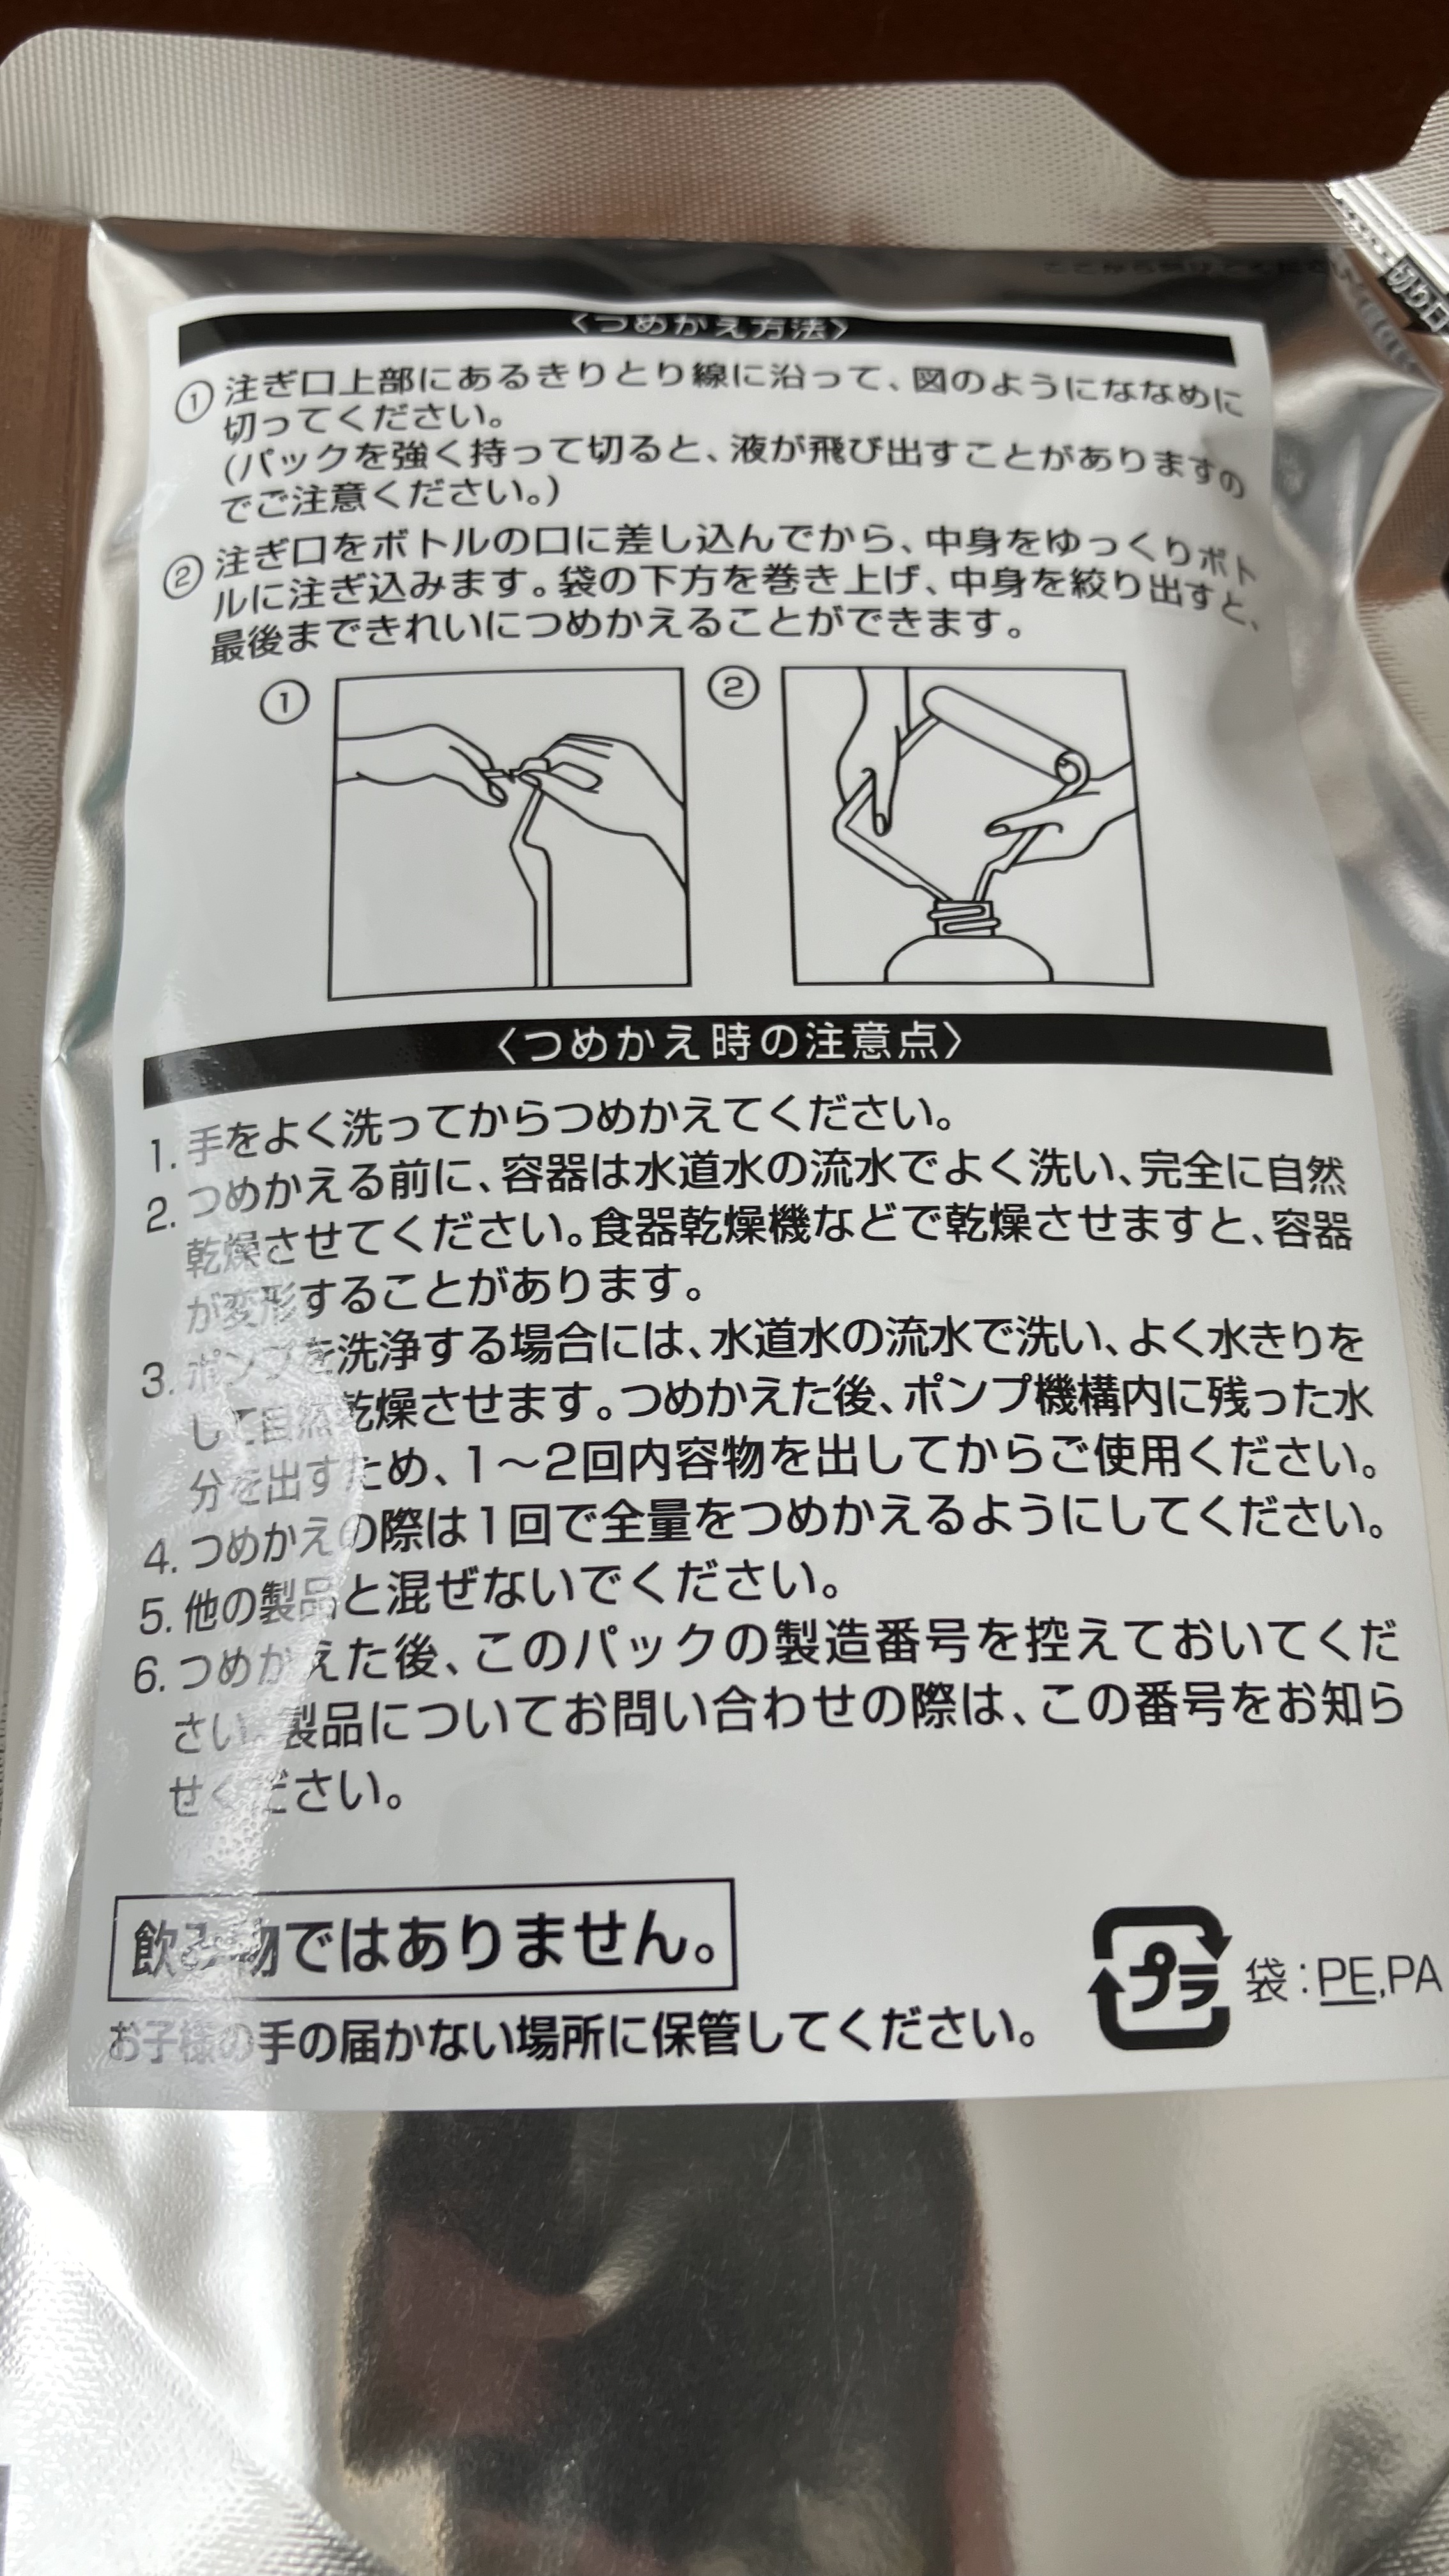 〈つめかえ方法〉
① 注ぎ口上部にあるきりとり線に沿って、図のようにななめに
切ってください。
(パックを強く持って切ると、液が飛び出すことがありますの
でご注意ください。)
② 注ぎ口をボトルの口に差し込んでから、中身をゆっくりボト
ルに注ぎ込みます。袋の下方を巻き上げ、中身を絞り出すと、
最後まできれいにつめかえることができます。
① ②
〈つめかえ時の注意点〉
1. 手をよく洗ってからつめかえてください。
2. つめかえる前に、容器は水道水の流水でよく洗い、完全に自然
乾燥させてください。食器乾燥機などで乾燥させますと、容器
が変形することがあります。
3. ポンプを洗浄する場合には、水道水の流水で洗い、よく水きりを
して自然乾燥させます。つめかえた後、ポンプ機構内に残った水
分を出すため、1〜2回内容物を出してからご使用ください。
4. つめかえの際は1回で全量をつめかえるようにしてください。
5. 他の製品と混ぜないでください。
6. つめかえた後、このパックの製造番号を控えておいてくだ
さい。製品についてお問い合わせの際は、この番号をお知ら
せください。
飲み物ではありません。
お子様の手の届かない場所に保管してください。
プラ 袋:PE,PA
切り口